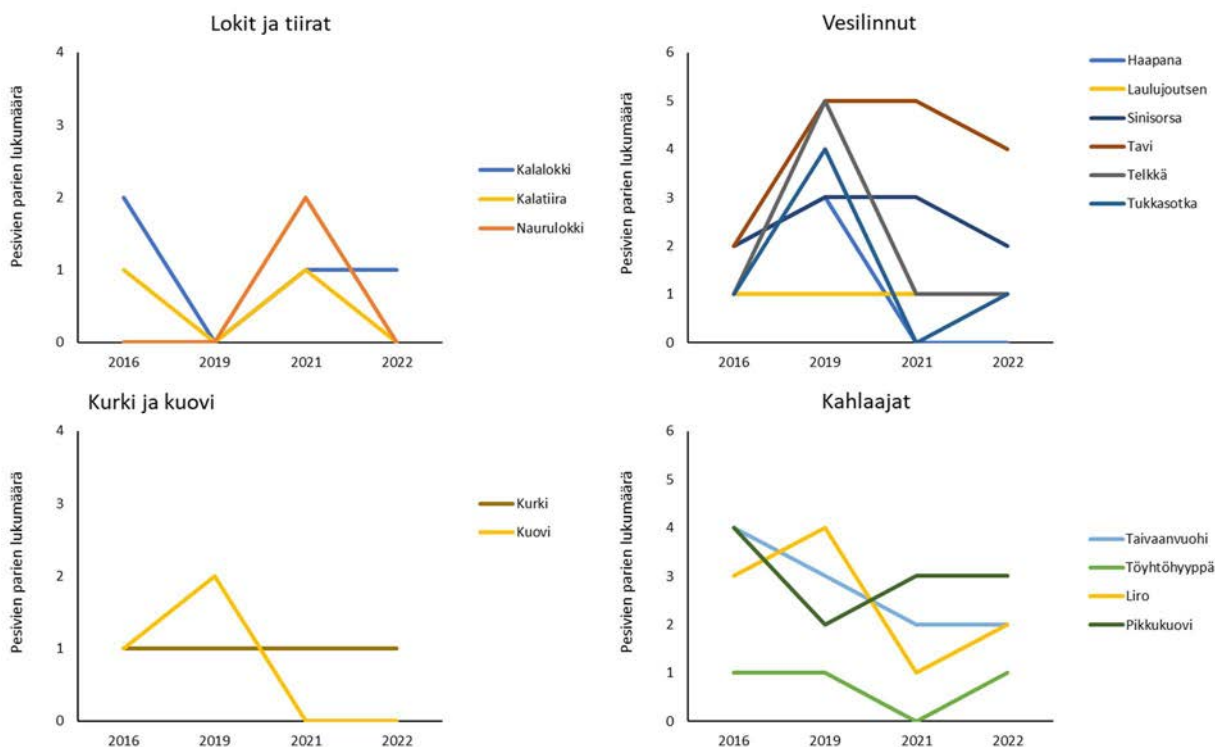 Lokit ja tiirat
Pesivien parien lukumäärä
4
3
2
1
0
2016 2019 2021 2022
Kalalokki
Kalatiira
Naurulokki
Vesilinnut
Pesivien parien lukumäärä
6
5
4
3
2
1
0
2016 2019 2021 2022
Haapana
Laulujoutsen
Sinisorsa
Tavi
Telkkä
Tukkasotka
Kurki ja kuovi
Pesivien parien lukumäärä
4
3
2
1
0
2016 2019 2021 2022
Kurki
Kuovi
Kahlaajat
Pesivien parien lukumäärä
6
5
4
3
2
1
0
2016 2019 2021 2022
Taivaanvuohi
Töyhtöhyyppä
Liro
Pikkukuovi